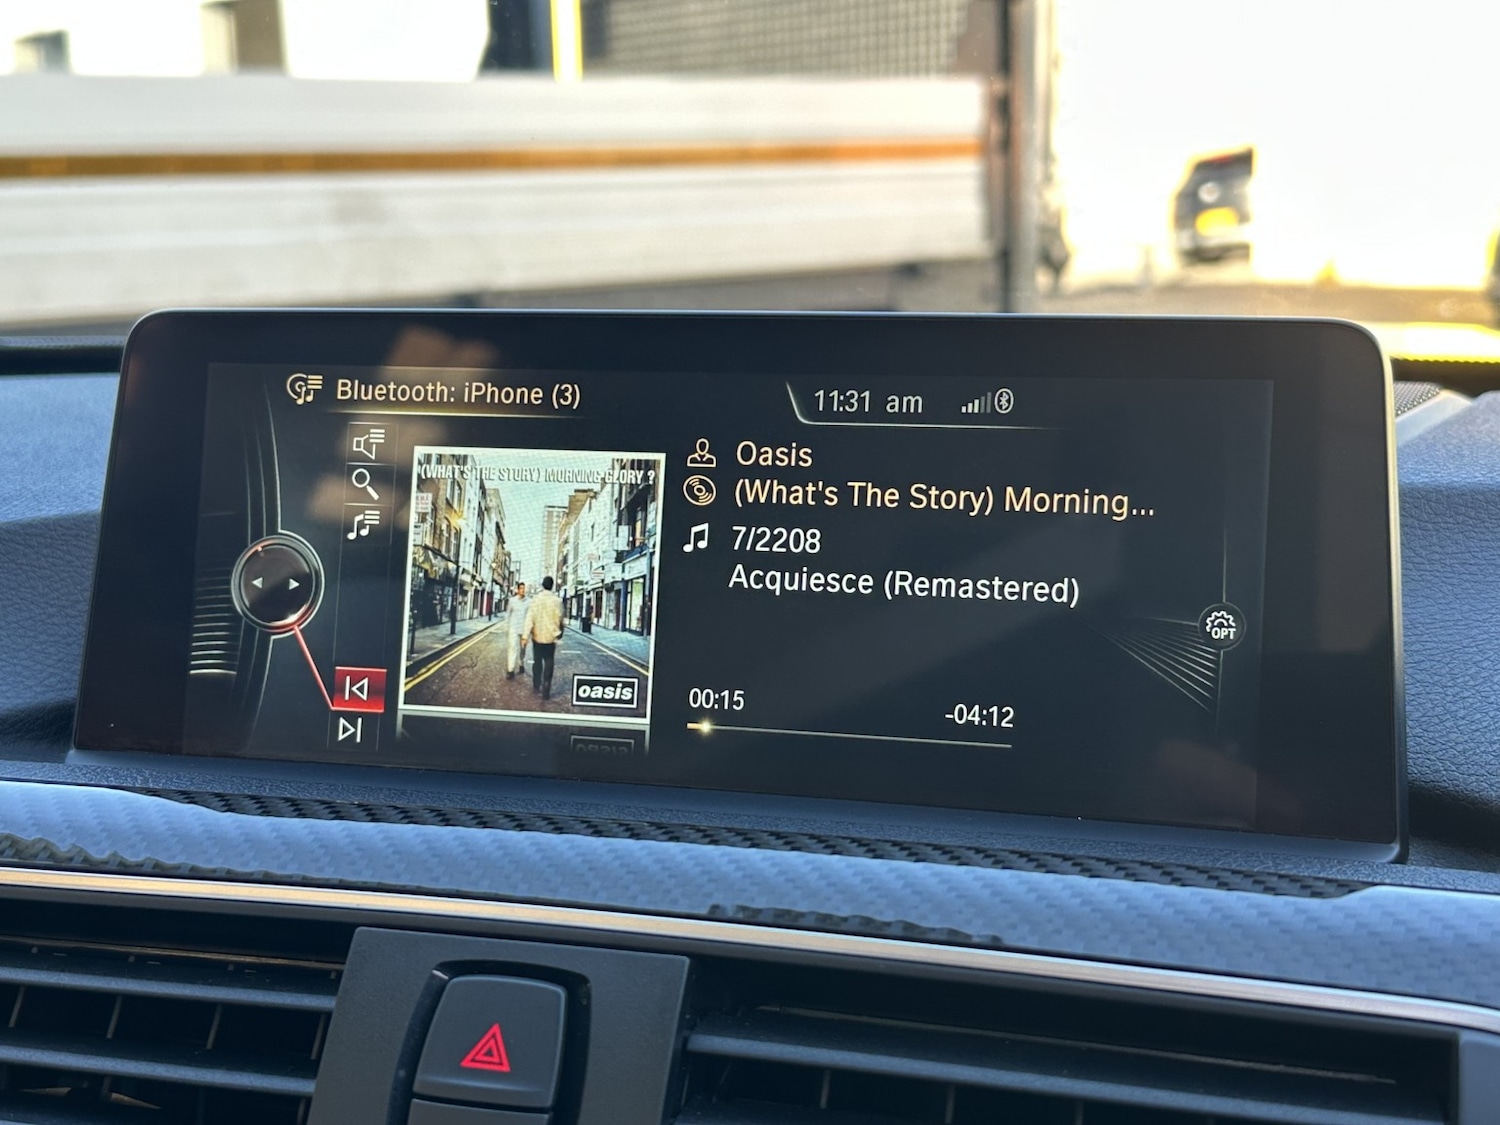 Bluetooth: iPhone (3)
11:31 am
(WHAT'S THE STORY) MORNING GLORY ?
oasis
Oasis
(What's The Story) Morning...
7/2208
Acquiesce (Remastered)
00:15
-04:12
OPT